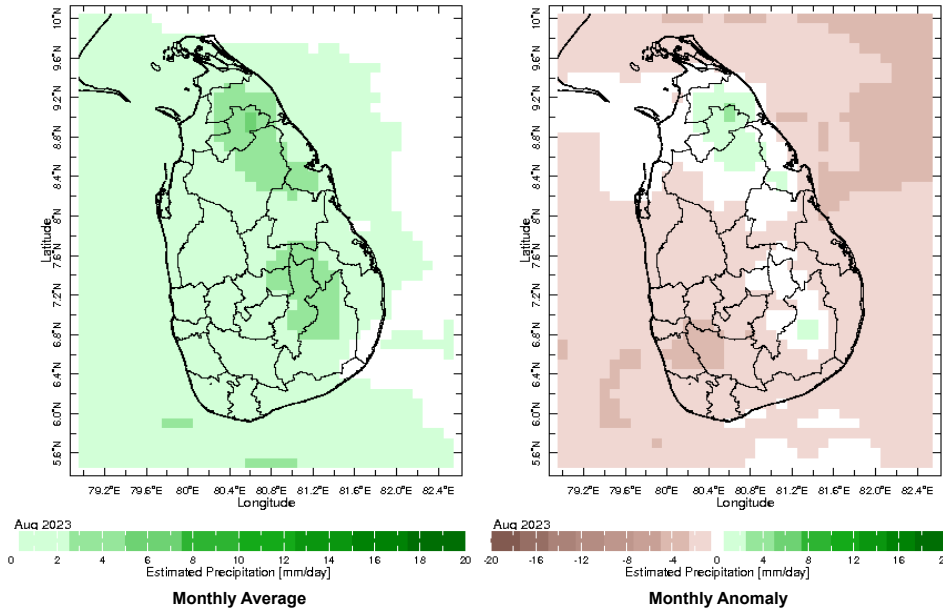 10°N
9.6°N
9.2°N
8.8°N
8.4°N
8°N
7.6°N
7.2°N
6.8°N
6.4°N
6.0°N
5.6°N
Latitude
79.2°E 79.6°E 80°E 80.4°E 80.8°E 81.2°E 81.6°E 82.0°E 82.4°E
Longitude
Aug 2023
0 2 4 6 8 10 12 14 16 18 20
Estimated Precipitation [mm/day]
Monthly Average
10°N
9.6°N
9.2°N
8.8°N
8.4°N
8°N
7.6°N
7.2°N
6.8°N
6.4°N
6.0°N
5.6°N
Latitude
79.2°E 79.6°E 80°E 80.4°E 80.8°E 81.2°E 81.6°E 82.0°E 82.4°E
Longitude
Aug 2023
-20 -16 -12 -8 -4 0 4 8 12 16 2
Estimated Precipitation [mm/day]
Monthly Anomaly